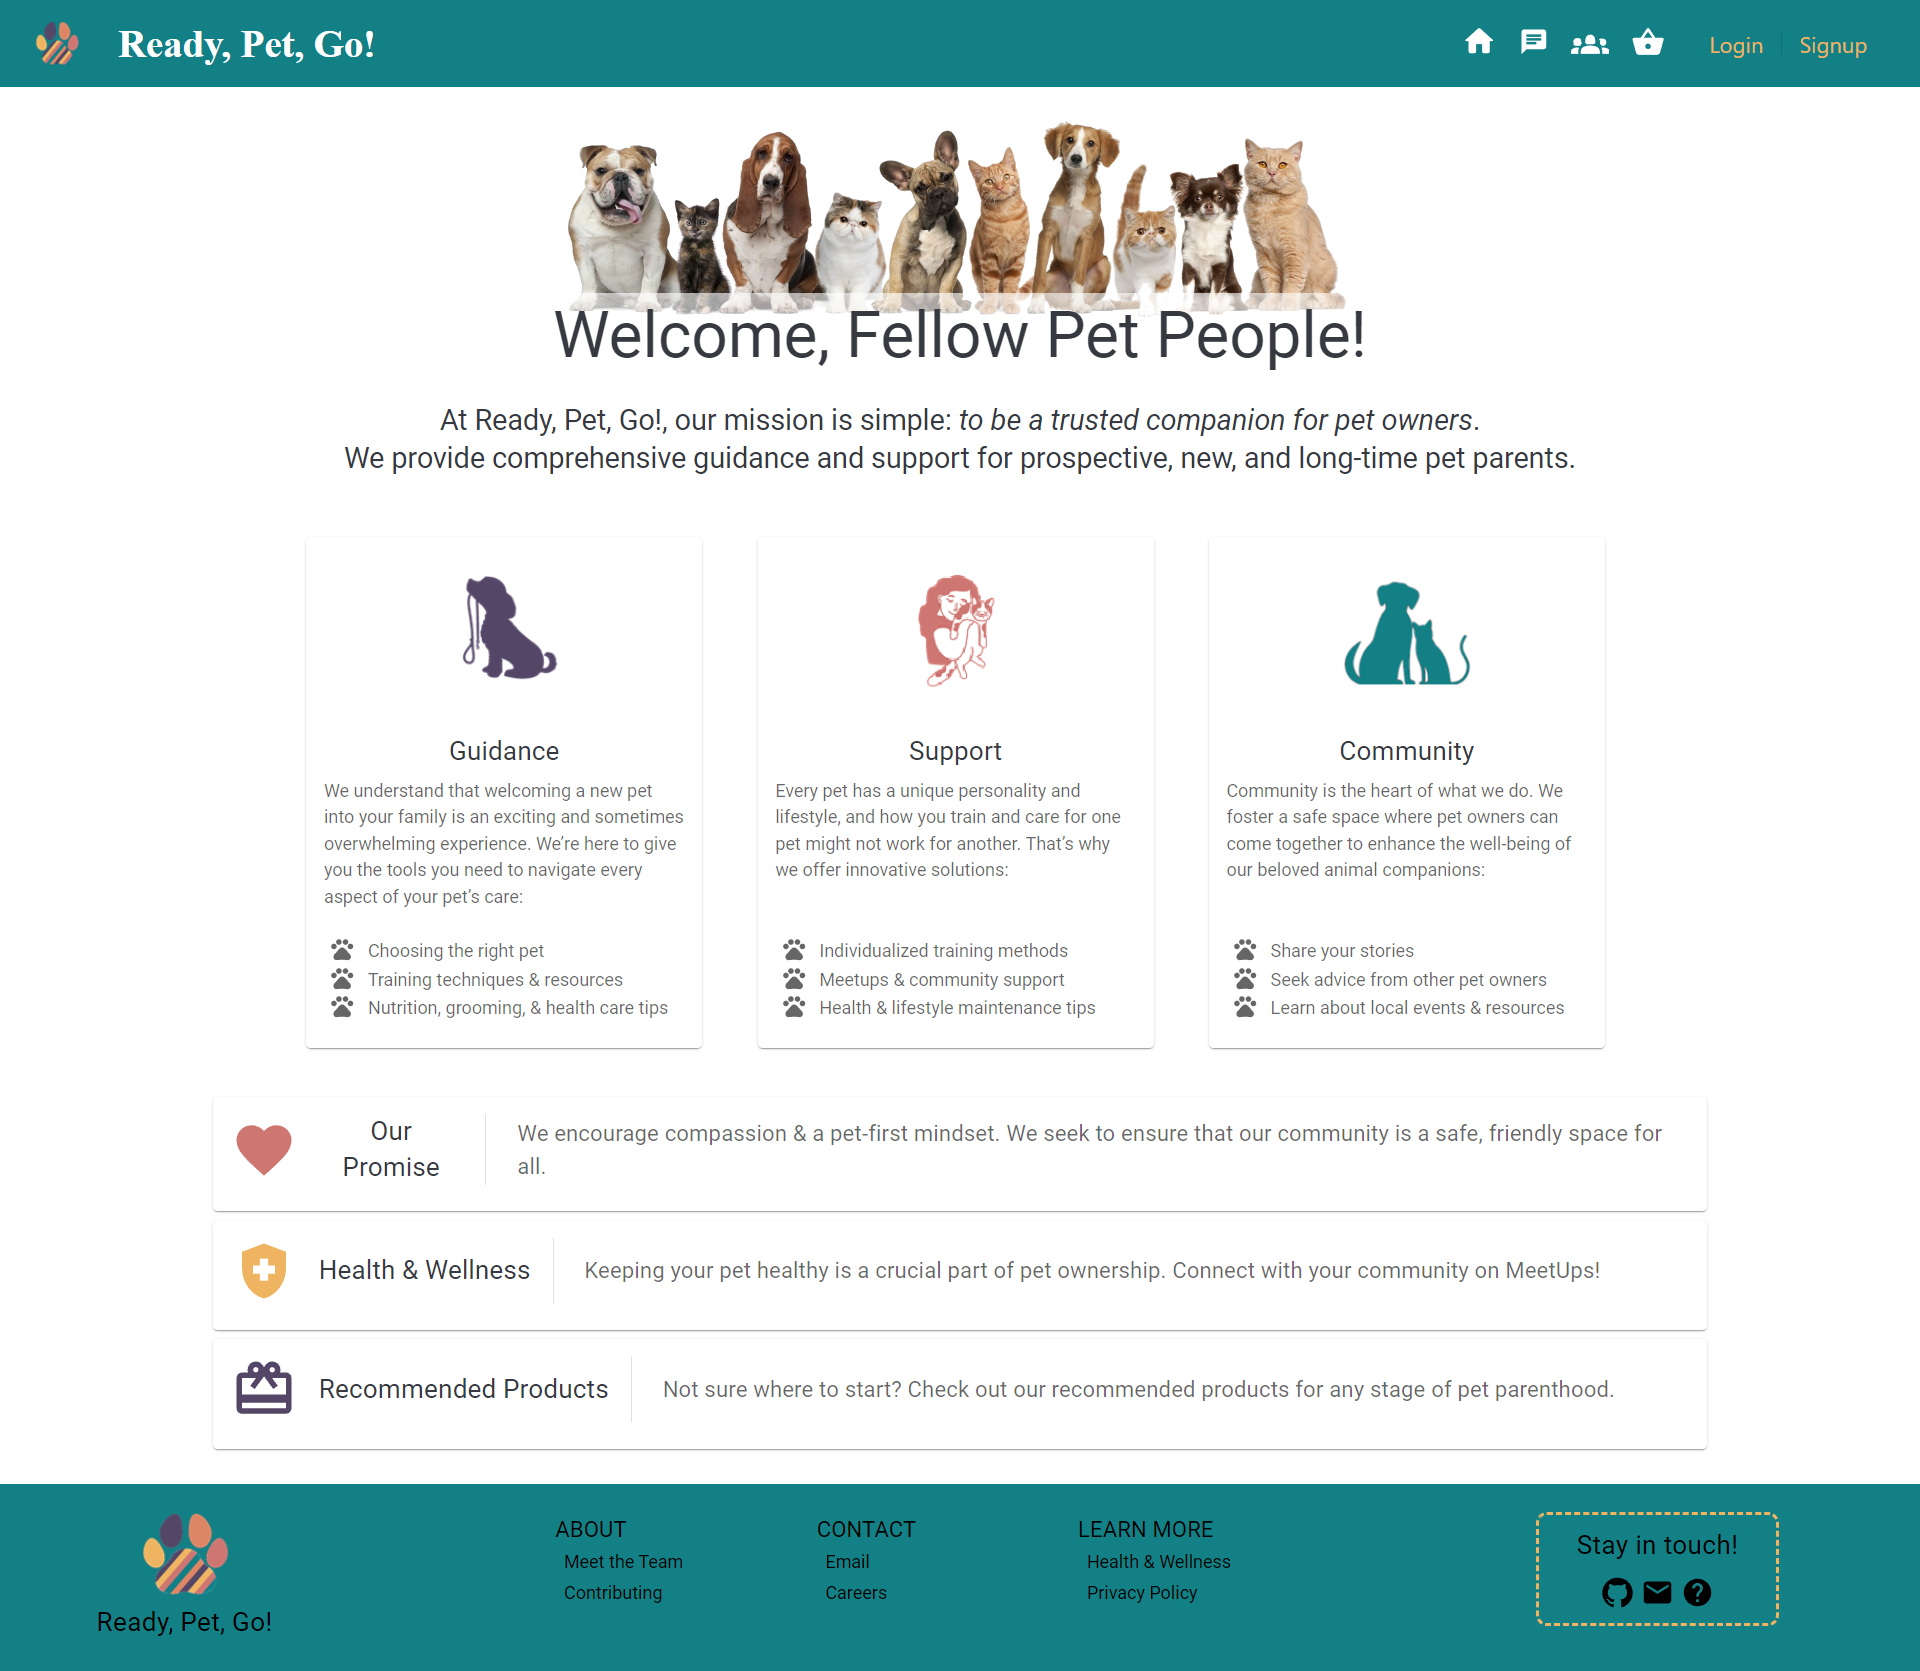 Ready, Pet, Go!
Login
Signup
Welcome, Fellow Pet People!
At Ready, Pet, Go!, our mission is simple: to be a trusted companion for pet owners.
We provide comprehensive guidance and support for prospective, new, and long-time pet parents.
Guidance
We understand that welcoming a new pet
into your family is an exciting and sometimes
overwhelming experience. We’re here to give
you the tools you need to navigate every
aspect of your pet’s care:
Choosing the right pet
Training techniques & resources
Nutrition, grooming, & health care tips
Support
Every pet has a unique personality and
lifestyle, and how you train and care for one
pet might not work for another. That’s why
we offer innovative solutions:
Individualized training methods
Meetups & community support
Health & lifestyle maintenance tips
Community
Community is the heart of what we do. We
foster a safe space where pet owners can
come together to enhance the well-being of
our beloved animal companions:
Share your stories
Seek advice from other pet owners
Learn about local events & resources
Our
Promise
We encourage compassion & a pet-first mindset. We seek to ensure that our community is a safe, friendly space for
all.
Health & Wellness
Keeping your pet healthy is a crucial part of pet ownership. Connect with your community on MeetUps!
Recommended Products
Not sure where to start? Check out our recommended products for any stage of pet parenthood.
Ready, Pet, Go!
ABOUT
Meet the Team
Contributing
CONTACT
Email
Careers
LEARN MORE
Health & Wellness
Privacy Policy
Stay in touch!